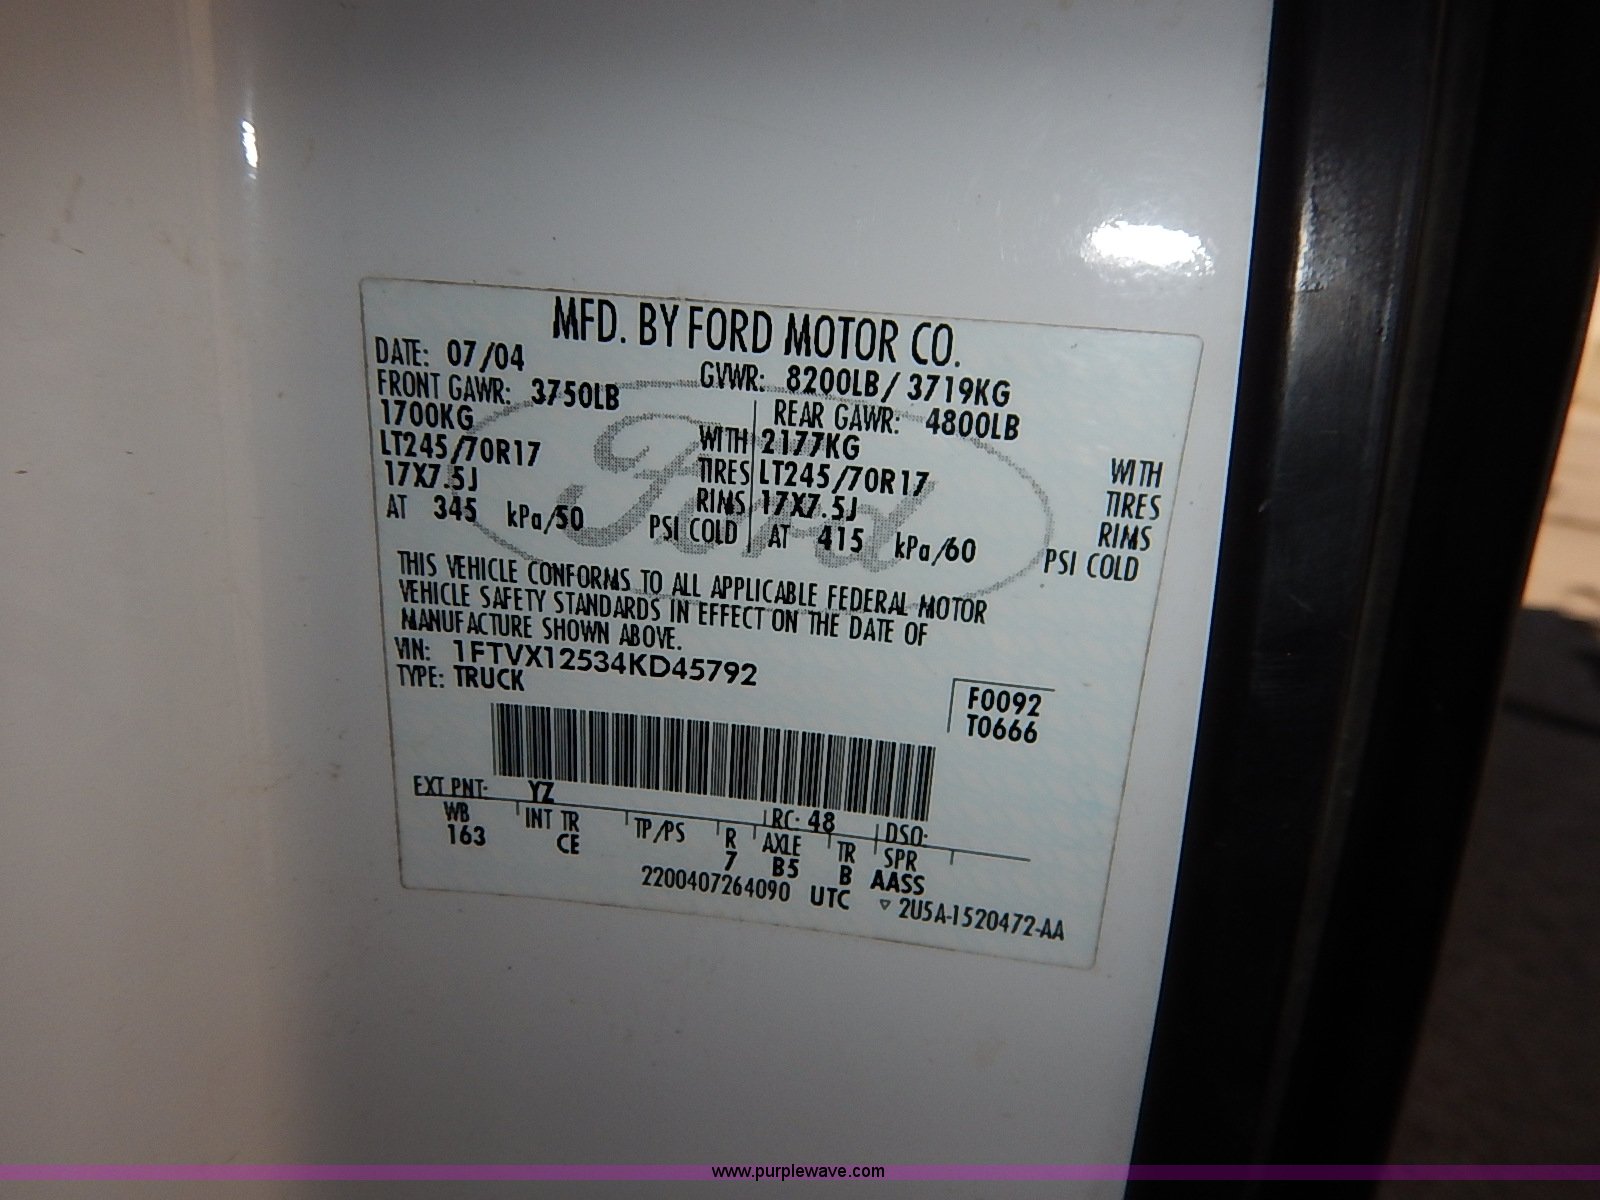 MFD. BY FORD MOTOR CO.
DATE: 07/04 GVWR: 8200LB/ 3719KG
FRONT GAWR: 3750LB REAR GAWR: 4800LB
1700KG WITH 2177KG WITH
LT245/70R17 TIRES LT245/70R17 TIRES
17X7.5J RIMS 17X7.5J RIMS
AT 345 kPa/50 PSI COLD AT 415 kPa/60 PSI COLD
Ford
THIS VEHICLE CONFORMS TO ALL APPLICABLE FEDERAL MOTOR
VEHICLE SAFETY STANDARDS IN EFFECT ON THE DATE OF
MANUFACTURE SHOWN ABOVE.
VIN: 1FTVX12534KD45792
TYPE: TRUCK
F0092
T0666
EXT PNT: YZ RC: 48 DSO:
WB INT TR TP/PS R AXLE TR SPR
163 CE 7 B5 B AASS
2200407264090 UTC ▽ 2U5A-1520472-AA
www.purplewave.com